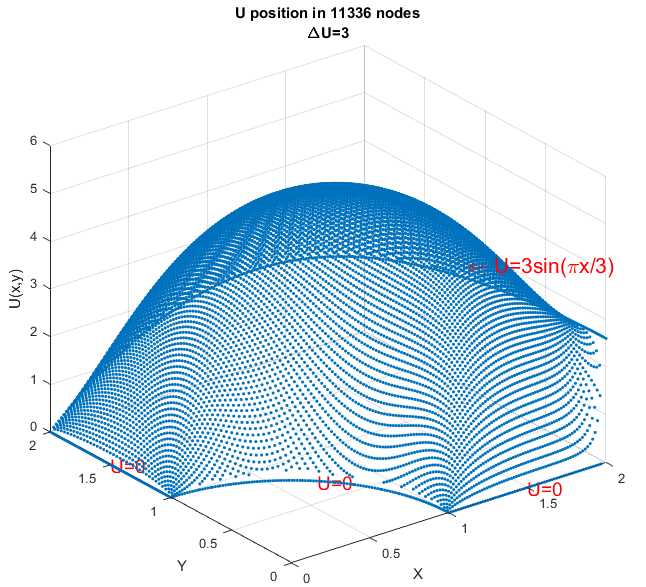 U position in 11336 nodes
ΔU=3
6
5
4
3
2
1
0
U(x,y)
← U=3sin(πx/3)
2
1.5
1
0.5
0
Y
U=0
U=0
U=0
0
0.5
1
1.5
2
X